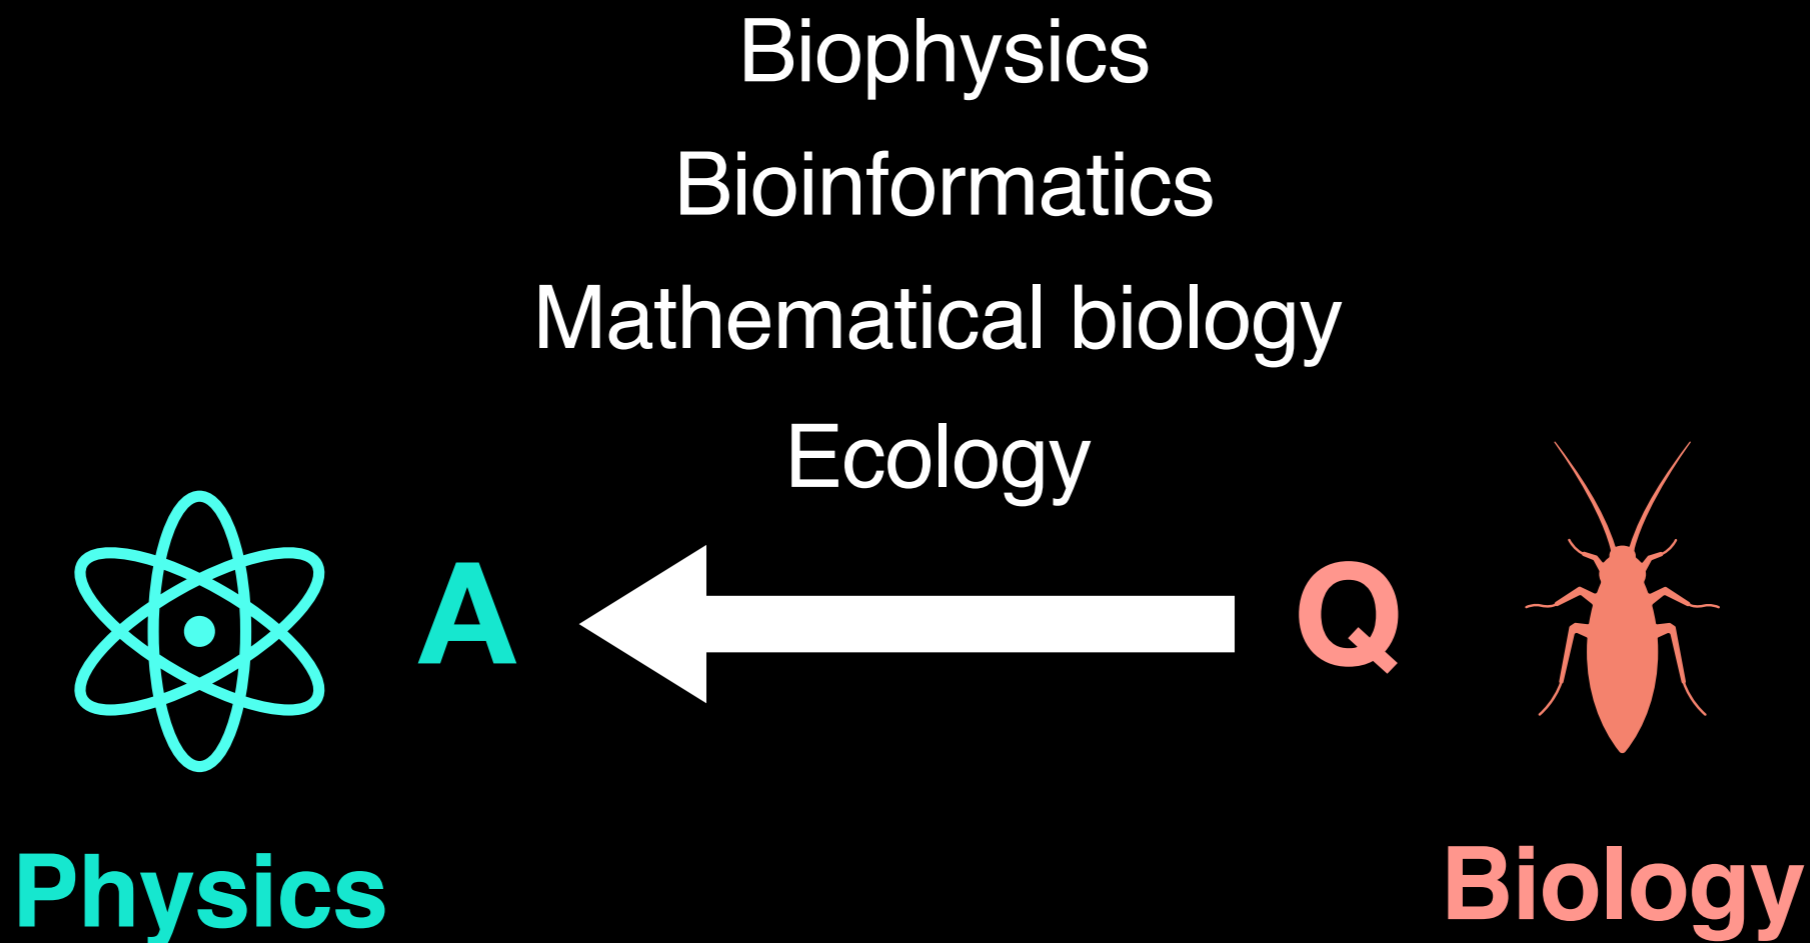 Biophysics
Bioinformatics
Mathematical biology
Ecology
A Q
Physics Biology